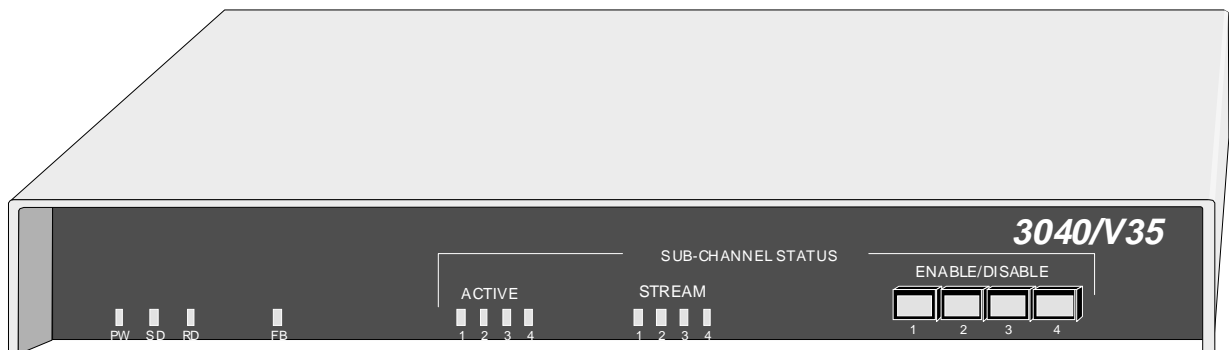 3040/V35
SUB-CHANNEL STATUS
ENABLE/DISABLE
ACTIVE
STREAM
PW SD RD FB
1 2 3 4
1 2 3 4
1 2 3 4